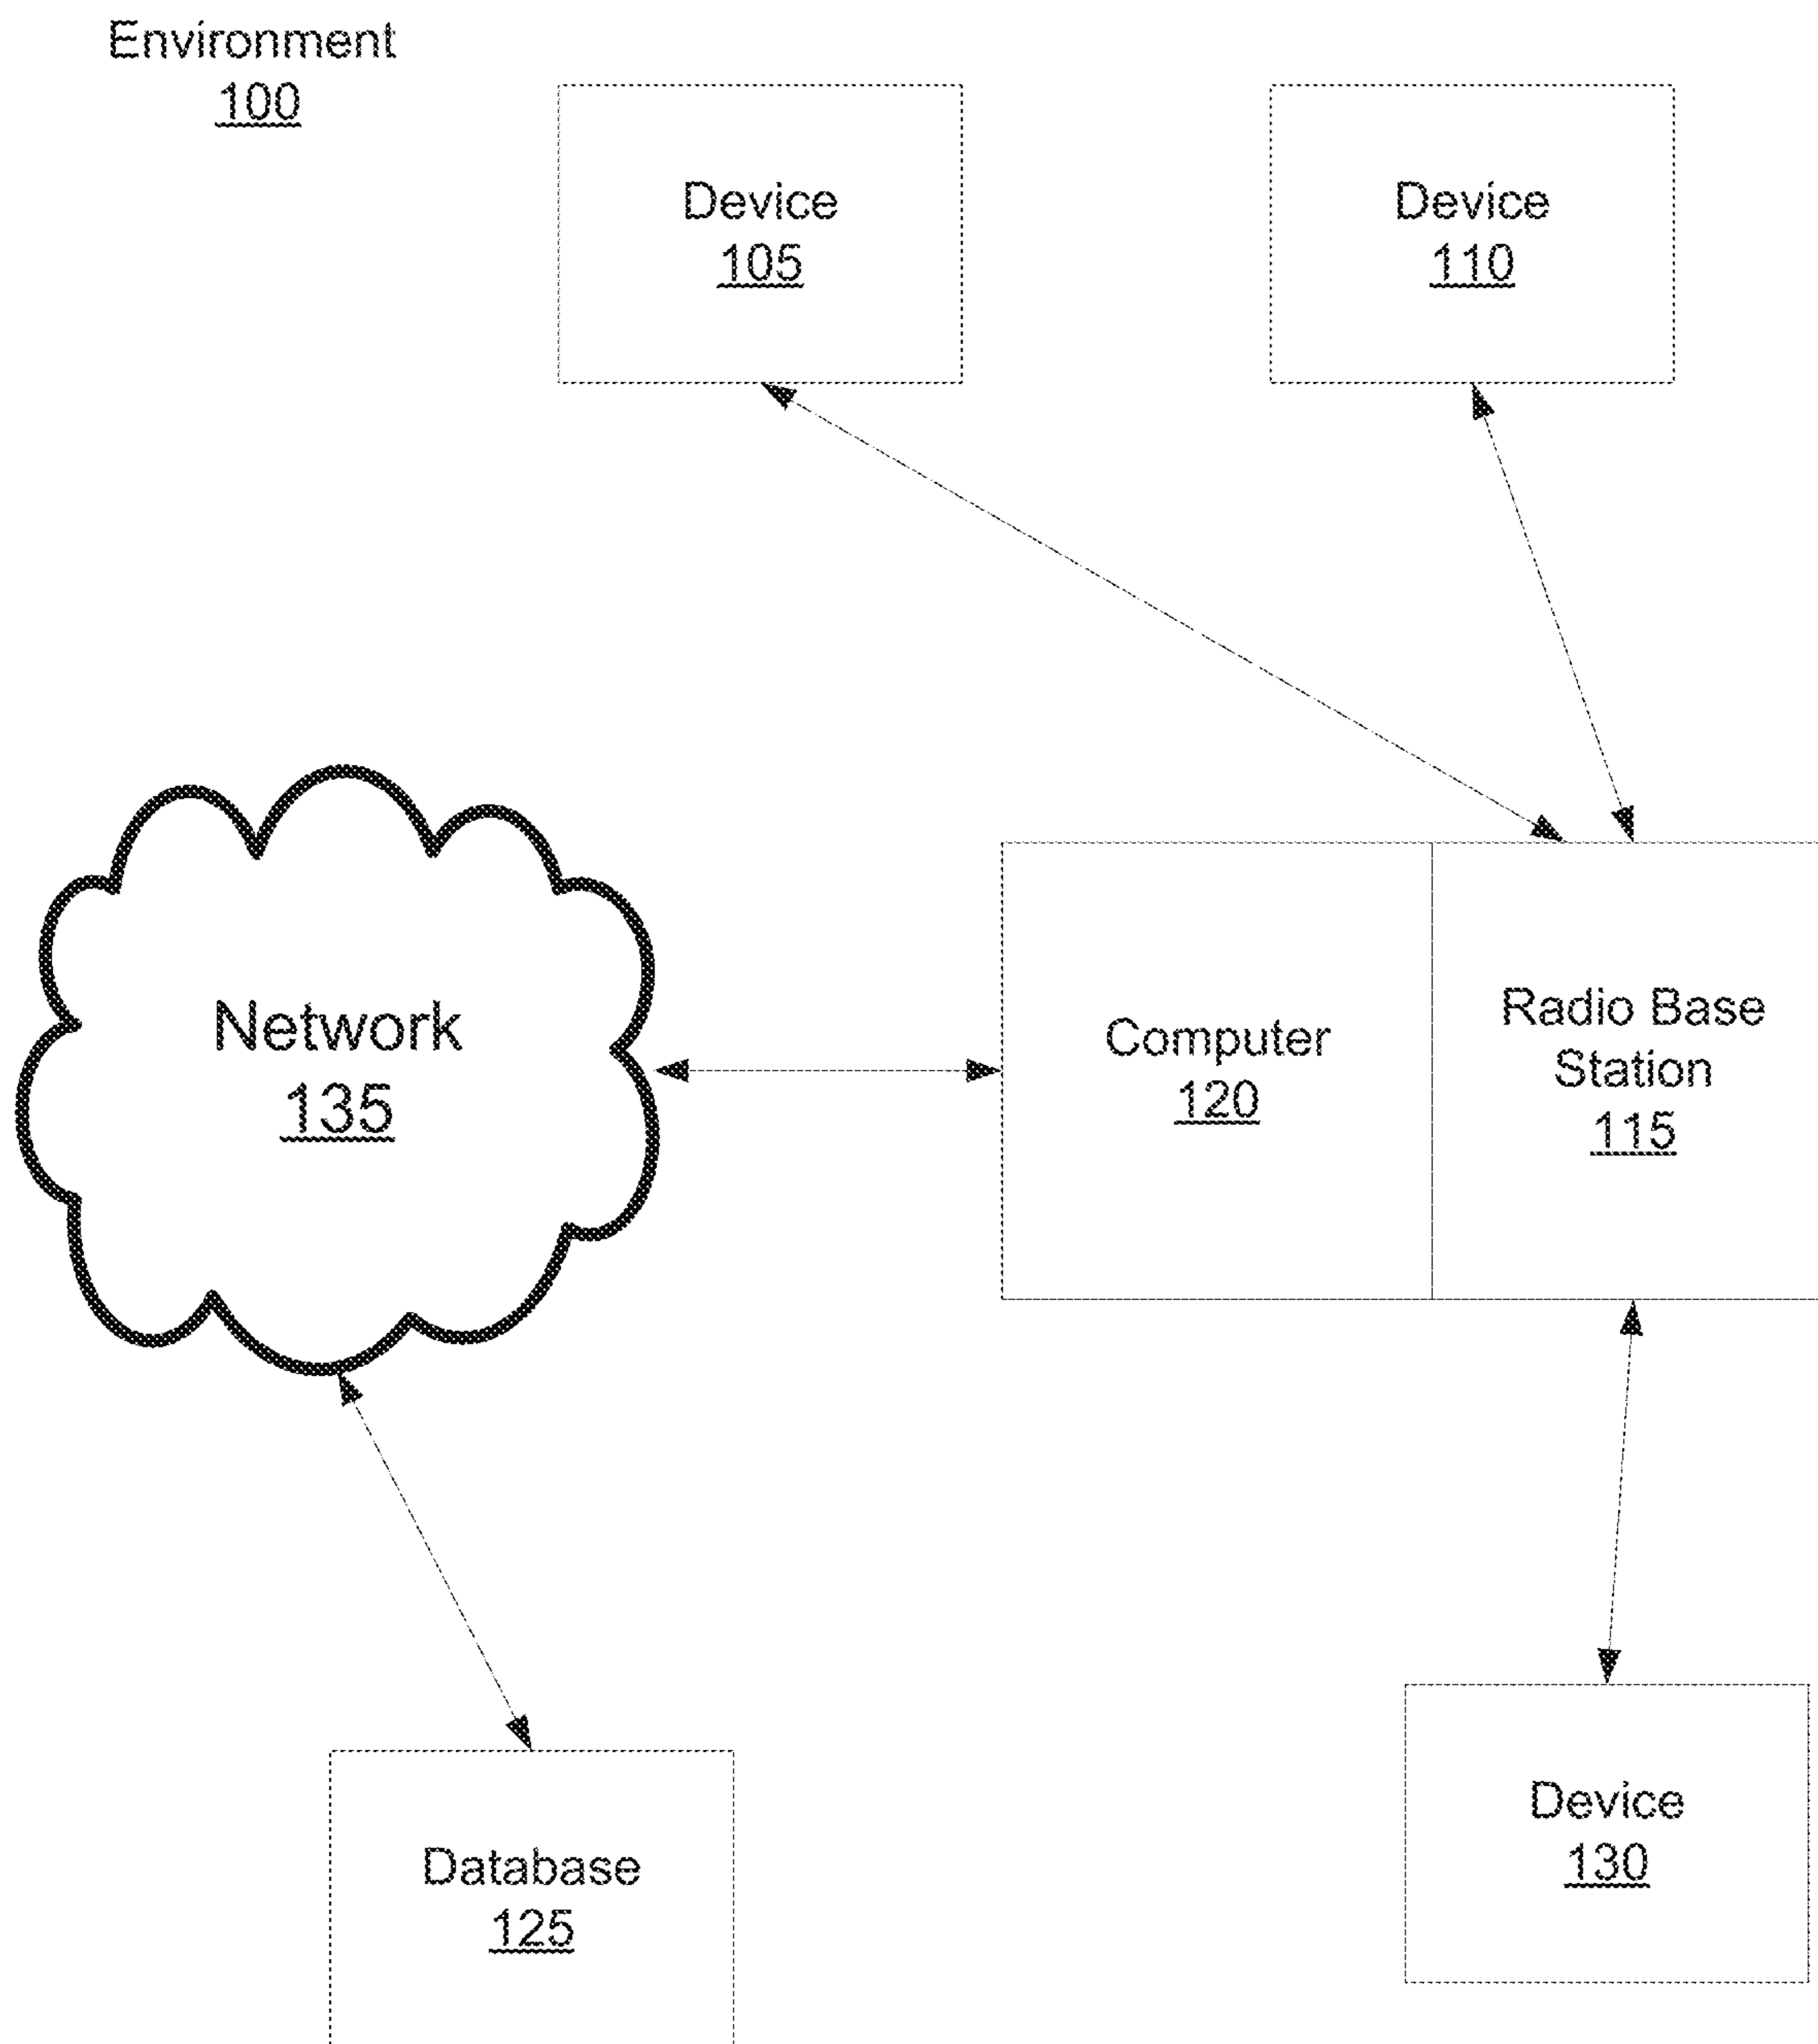 Environment
100
Device
105
Device
110
Network
135
Computer
120
Radio Base
Station
115
Database
125
Device
130